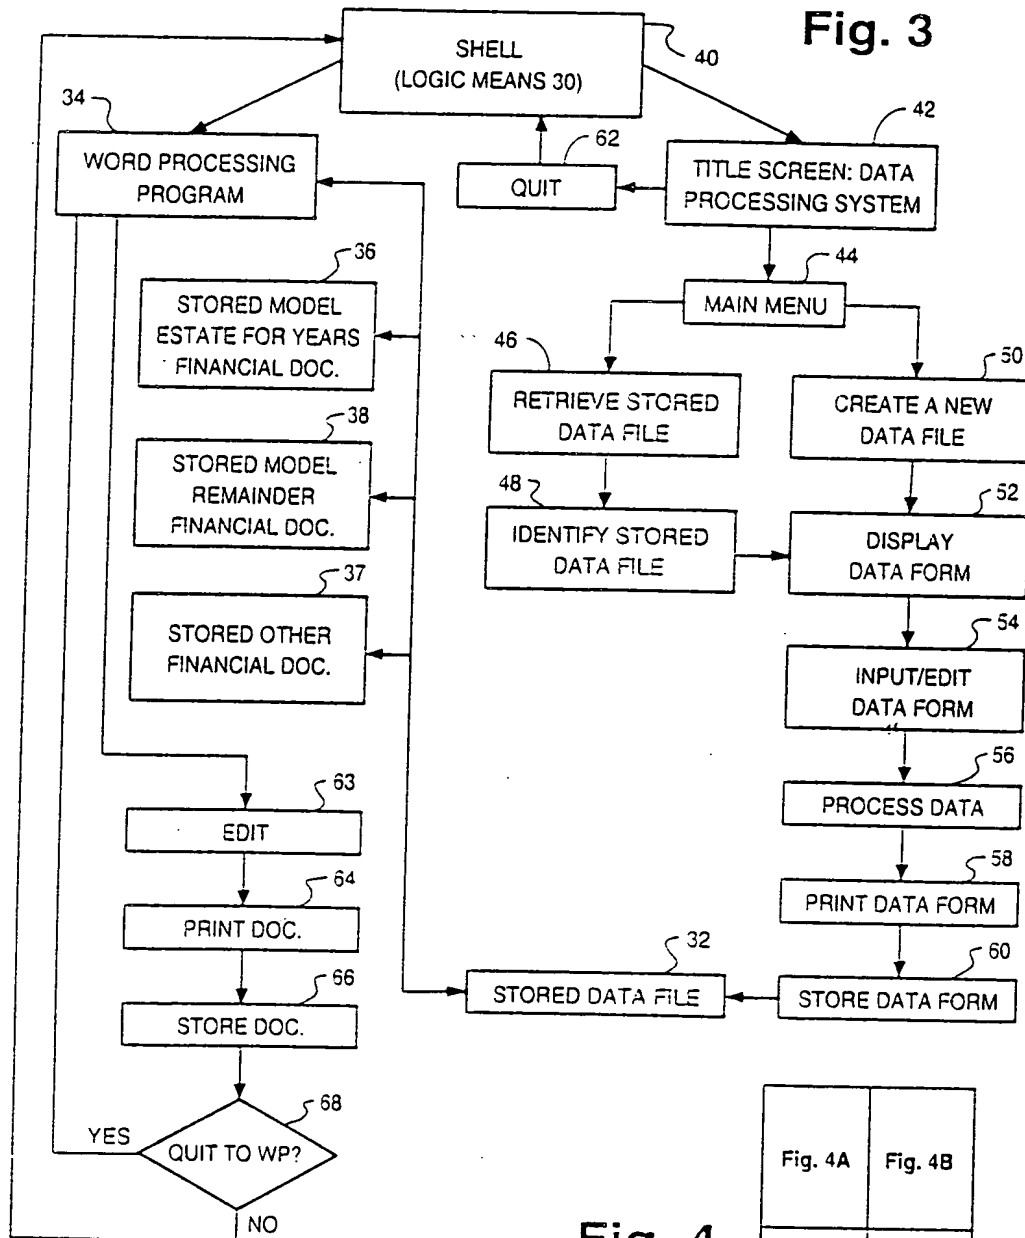 Fig. 3
SHELL
(LOGIC MEANS 30)
40
34
WORD PROCESSING
PROGRAM
62
QUIT
42
TITLE SCREEN: DATA
PROCESSING SYSTEM
36
STORED MODEL
ESTATE FOR YEARS
FINANCIAL DOC.
44
MAIN MENU
46
RETRIEVE STORED
DATA FILE
50
CREATE A NEW
DATA FILE
38
STORED MODEL
REMAINDER
FINANCIAL DOC.
48
IDENTIFY STORED
DATA FILE
52
DISPLAY
DATA FORM
37
STORED OTHER
FINANCIAL DOC.
54
INPUT/EDIT
DATA FORM
56
PROCESS DATA
63
EDIT
58
PRINT DATA FORM
64
PRINT DOC.
32
STORED DATA FILE
60
STORE DATA FORM
66
STORE DOC.
68
QUIT TO WP?
YES
NO
Fig. 4A
Fig. 4B
Fig. 4